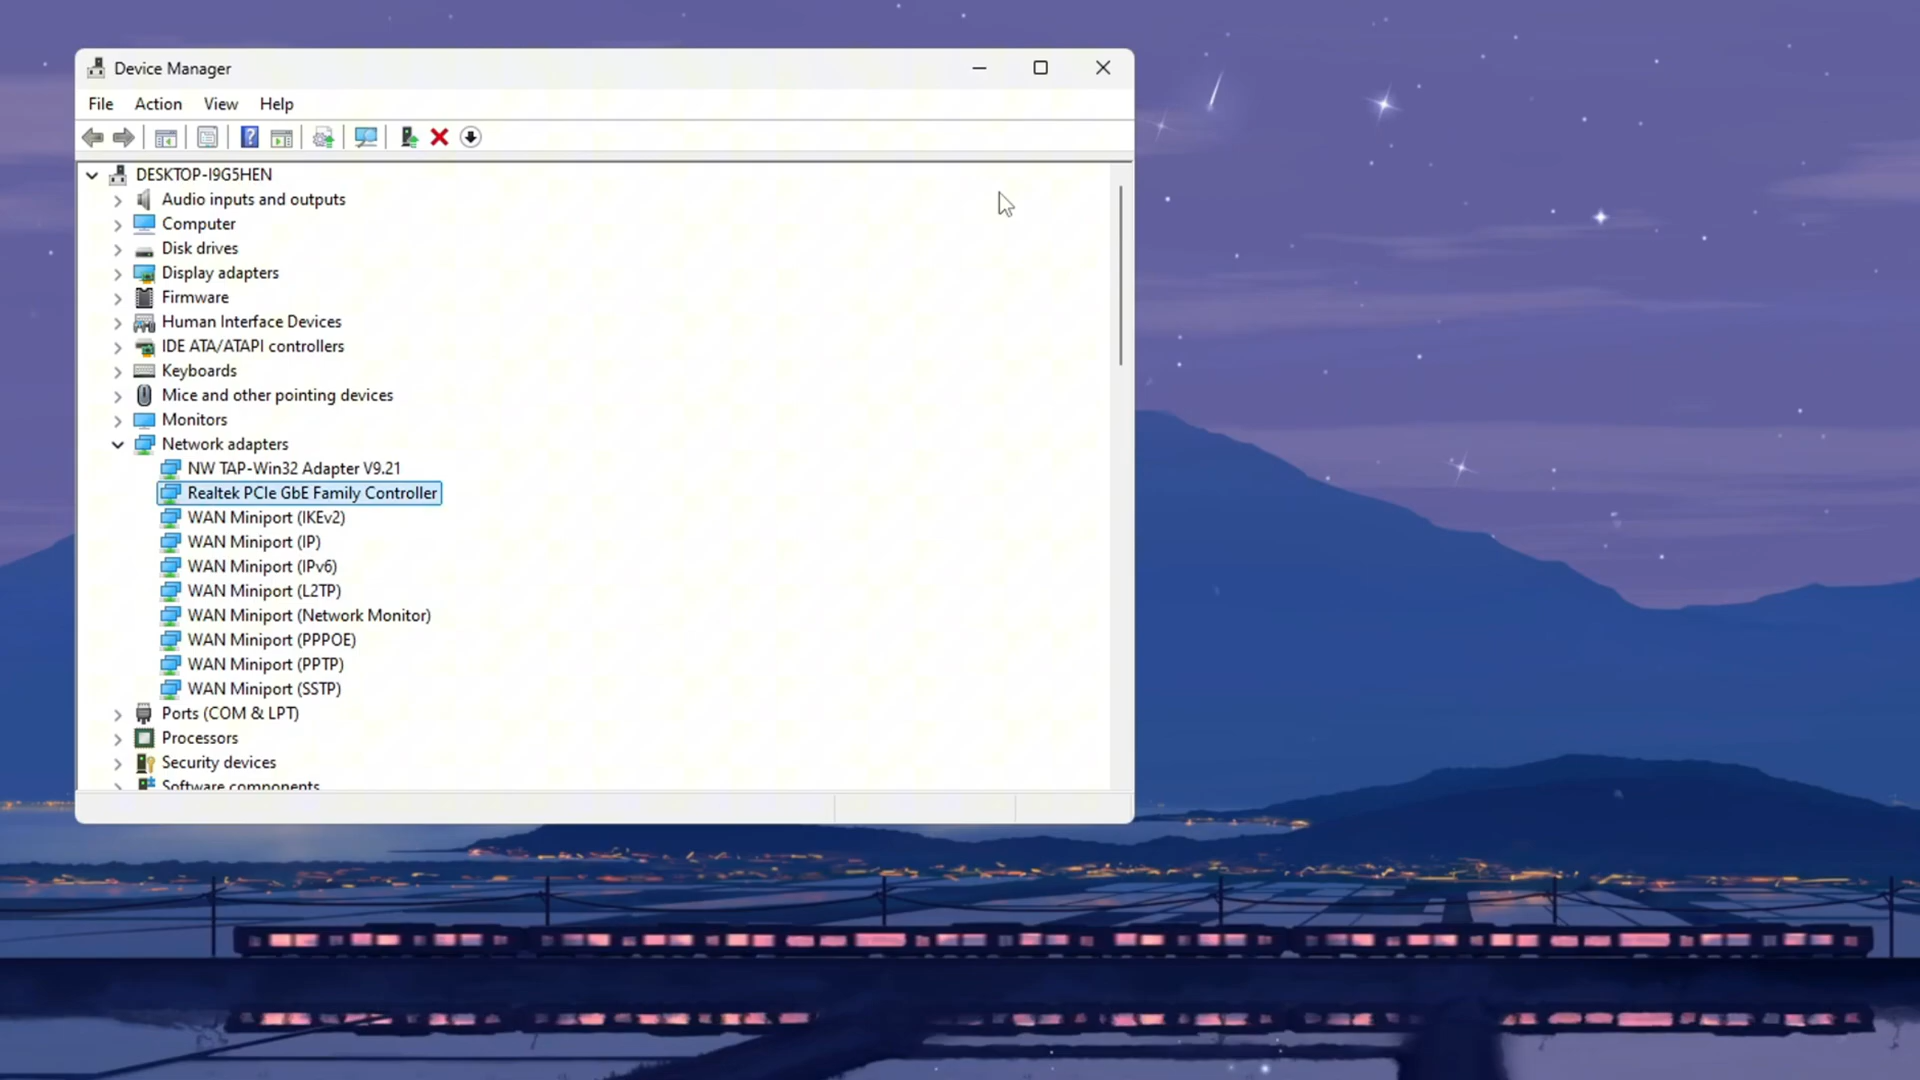 Device Manager
File Action View Help
DESKTOP-I9G5HEN
Audio inputs and outputs
Computer
Disk drives
Display adapters
Firmware
Human Interface Devices
IDE ATA/ATAPI controllers
Keyboards
Mice and other pointing devices
Monitors
Network adapters
NW TAP-Win32 Adapter V9.21
Realtek PCIe GbE Family Controller
WAN Miniport (IKEv2)
WAN Miniport (IP)
WAN Miniport (IPv6)
WAN Miniport (L2TP)
WAN Miniport (Network Monitor)
WAN Miniport (PPPOE)
WAN Miniport (PPTP)
WAN Miniport (SSTP)
Ports (COM & LPT)
Processors
Security devices
Software components